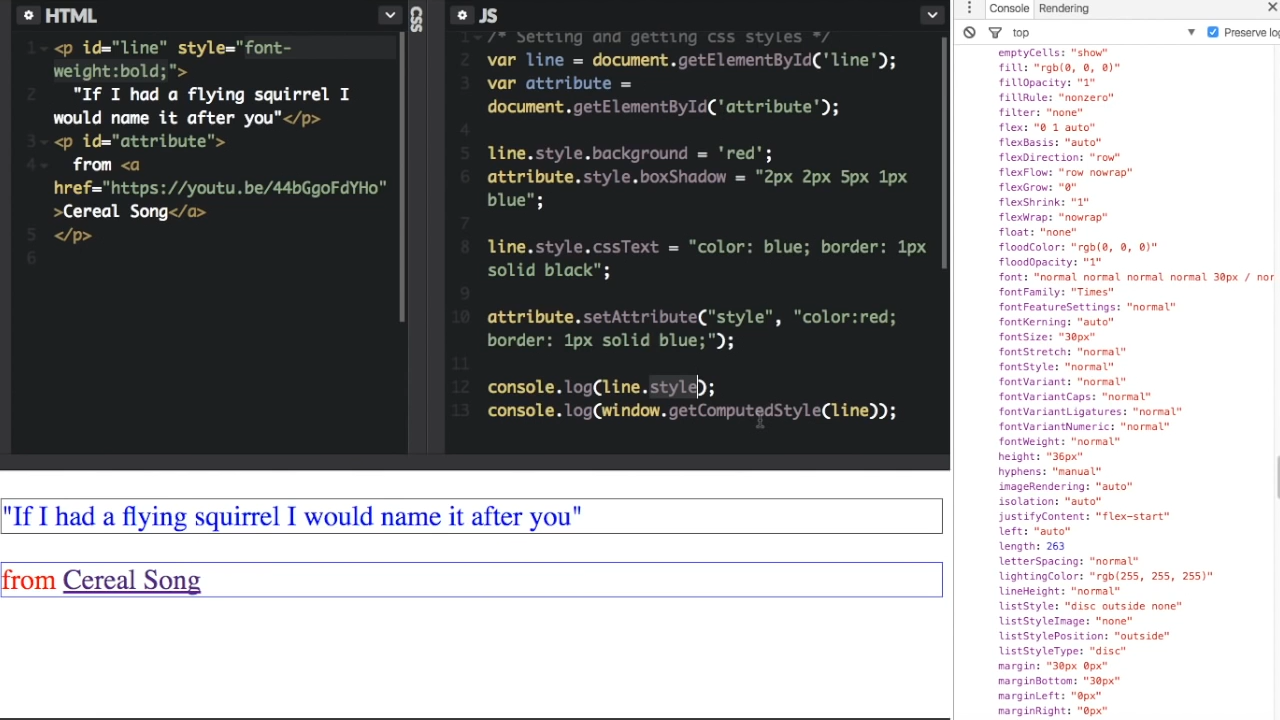 HTML
1 <p id="line" style="font-
weight:bold;">
2 "If I had a flying squirrel I
would name it after you"</p>
3 <p id="attribute">
4 from <a
href="https://youtu.be/44bGgoFdYHo"
>Cereal Song</a>
5 </p>
6
CSS
JS
1 /* Setting and getting css styles */
2 var line = document.getElementById('line');
3 var attribute =
document.getElementById('attribute');
4
5 line.style.background = 'red';
6 attribute.style.boxShadow = "2px 2px 5px 1px
blue";
7
8 line.style.cssText = "color: blue; border: 1px
solid black";
9
10 attribute.setAttribute("style", "color:red;
border: 1px solid blue;");
11
12 console.log(line.style);
13 console.log(window.getComputedStyle(line));
"If I had a flying squirrel I would name it after you"
from Cereal Song
Console Rendering
top Preserve log
emptyCells: "show"
fill: "rgb(0, 0, 0)"
fillOpacity: "1"
fillRule: "nonzero"
filter: "none"
flex: "0 1 auto"
flexBasis: "auto"
flexDirection: "row"
flexFlow: "row nowrap"
flexGrow: "0"
flexShrink: "1"
flexWrap: "nowrap"
float: "none"
floodColor: "rgb(0, 0, 0)"
floodOpacity: "1"
font: "normal normal normal normal 30px / nor
fontFamily: "Times"
fontFeatureSettings: "normal"
fontKerning: "auto"
fontSize: "30px"
fontStretch: "normal"
fontStyle: "normal"
fontVariant: "normal"
fontVariantCaps: "normal"
fontVariantLigatures: "normal"
fontVariantNumeric: "normal"
fontWeight: "normal"
height: "36px"
hyphens: "manual"
imageRendering: "auto"
isolation: "auto"
justifyContent: "flex-start"
left: "auto"
length: 263
letterSpacing: "normal"
lightingColor: "rgb(255, 255, 255)"
lineHeight: "normal"
listStyle: "disc outside none"
listStyleImage: "none"
listStylePosition: "outside"
listStyleType: "disc"
margin: "30px 0px"
marginBottom: "30px"
marginLeft: "0px"
marginRight: "0px"